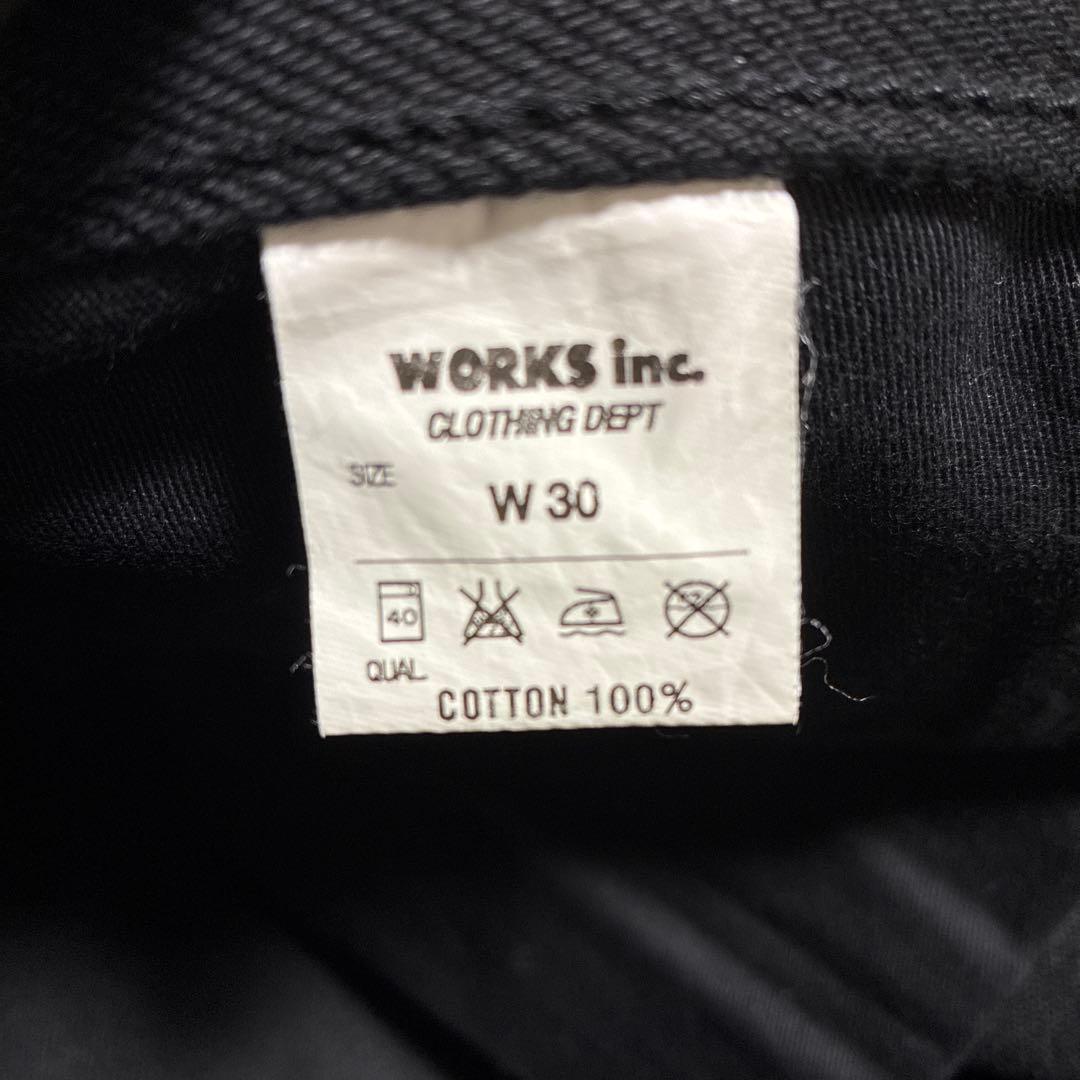 WORKS inc.
CLOTHING DEPT
SIZE
W 30
40
QUAL
COTTON 100%